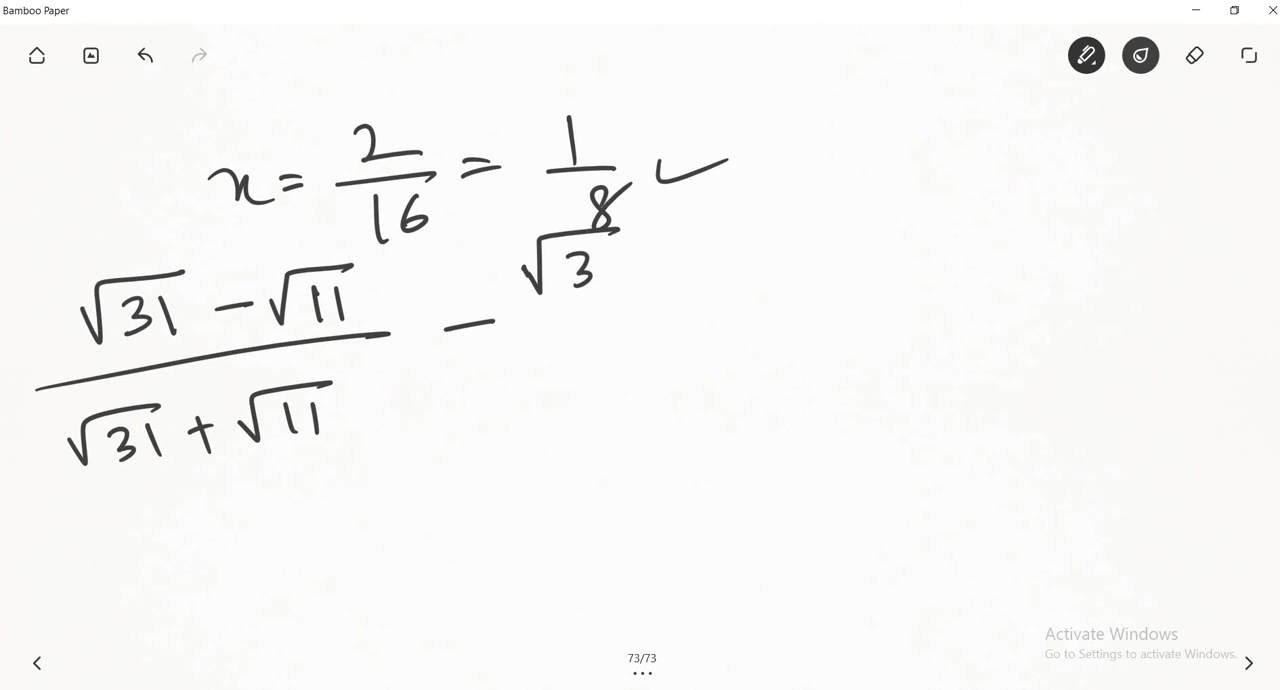 Bamboo Paper
x = 2/16 = 1/8 ✓
√31 - √11 / √31 + √11 - √3
Activate Windows
Go to Settings to activate Windows.
73/73